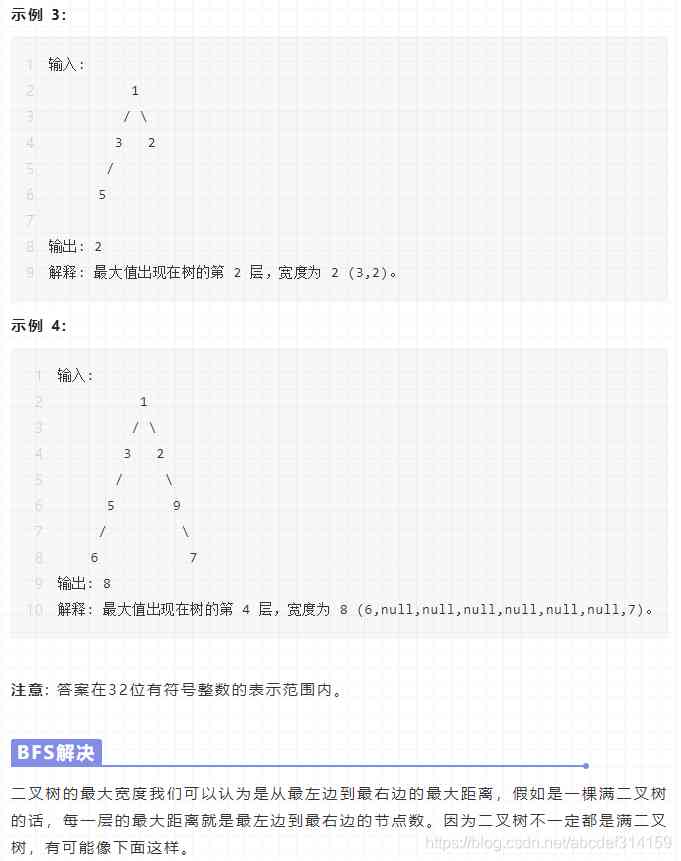 示例 3：
1 输入:
2 1
3 / \
4 3 2
5 /
6 5
7
8 输出: 2
9 解释: 最大值出现在树的第 2 层，宽度为 2 (3,2)。
示例 4：
1 输入:
2 1
3 / \
4 3 2
5 / \
6 5 9
7 / \
8 6 7
9 输出: 8
10 解释: 最大值出现在树的第 4 层，宽度为 8 (6,null,null,null,null,null,null,7)。
注意: 答案在32位有符号整数的表示范围内。
BFS解决
二叉树的最大宽度我们可以认为是从最左边到最右边的最大距离，假如是一棵满二叉树
的话，每一层的最大距离就是最左边到最右边的节点数。因为二叉树不一定都是满二叉
树，有可能像下面这样。
https://blog.csdn.net/abcdef314159